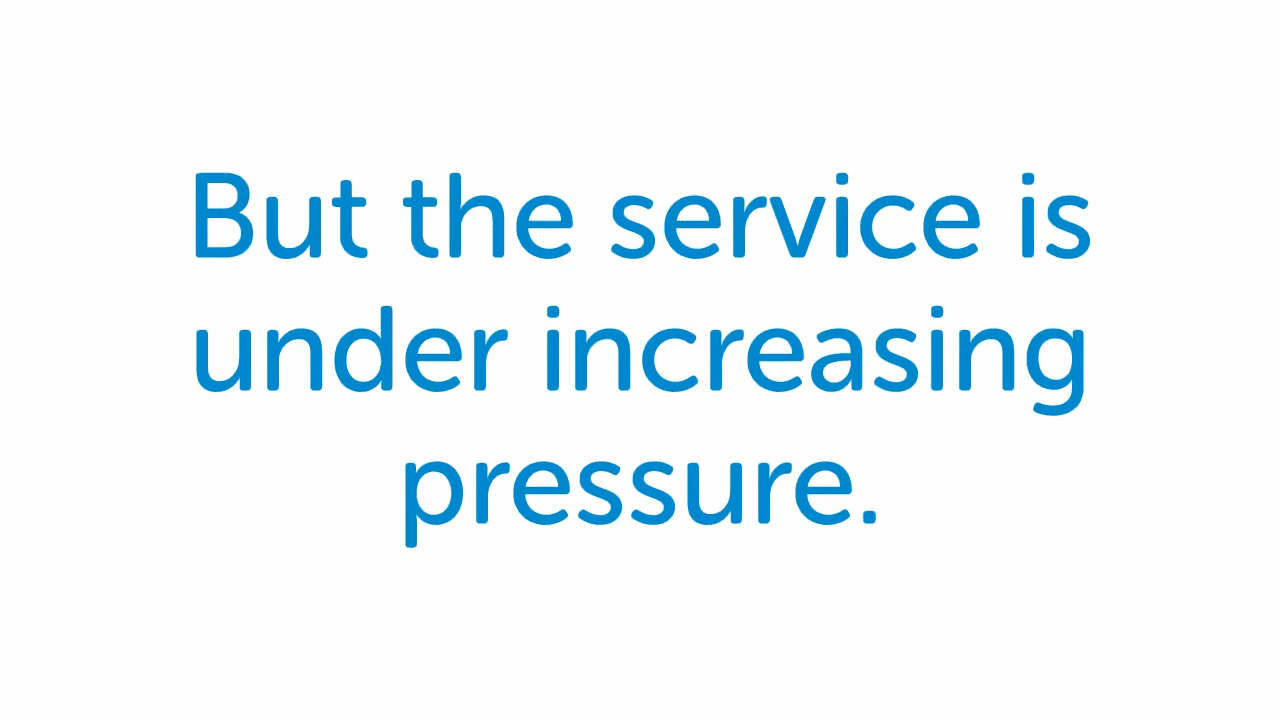 But the service is
under increasing
pressure.